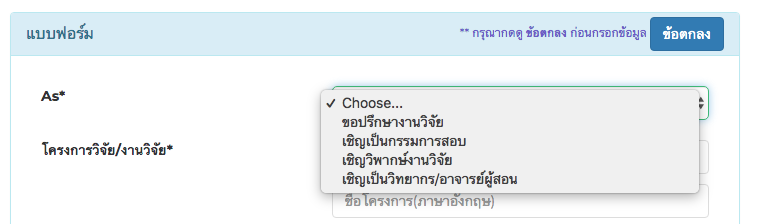 แบบฟอร์ม
** กรุณากดดู ข้อตกลง ก่อนกรอกข้อมูล
ข้อตกลง
As*
Choose...
ขอปรึกษางานวิจัย
เชิญเป็นกรรมการสอบ
เชิญวิพากษ์งานวิจัย
เชิญเป็นวิทยากร/อาจารย์ผู้สอน
โครงการวิจัย/งานวิจัย*
ชื่อโครงการ(ภาษาอังกฤษ)